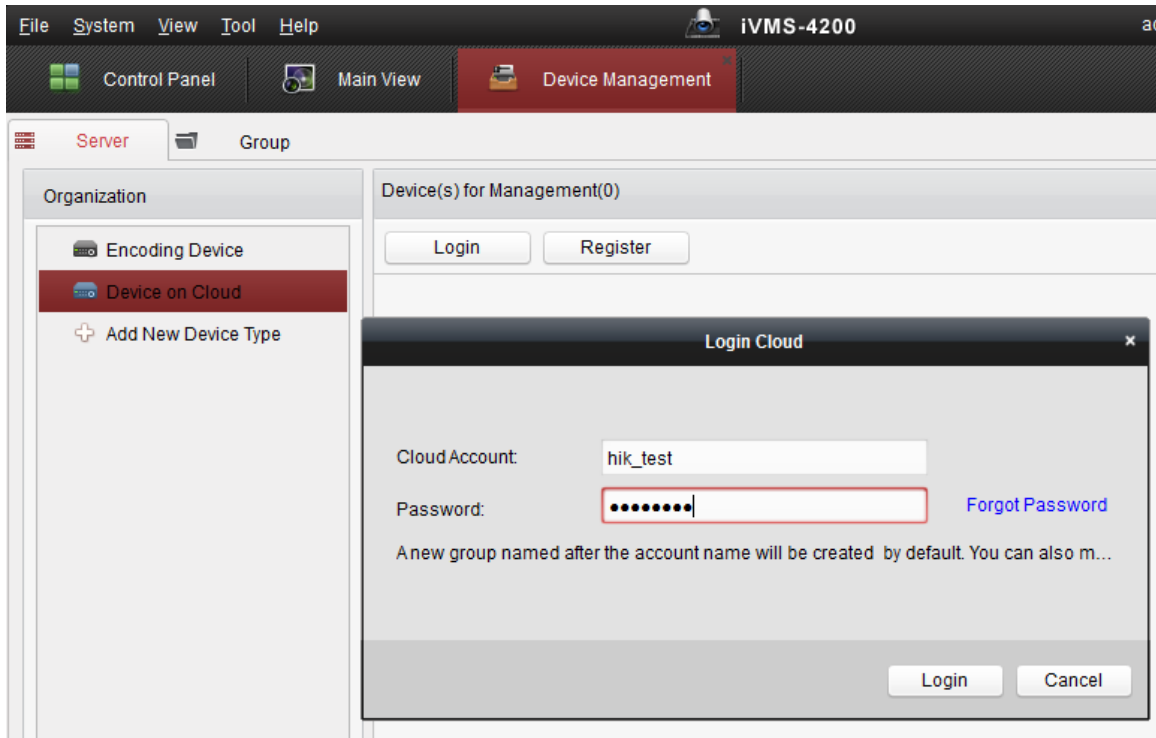 File System View Tool Help iVMS-4200
Control Panel Main View Device Management
Server Group
Organization
Device(s) for Management(0)
Encoding Device
Login Register
Device on Cloud
Add New Device Type
Login Cloud
Cloud Account: hik_test
Password: ●●●●●●●● Forgot Password
A new group named after the account name will be created by default. You can also m...
Login Cancel